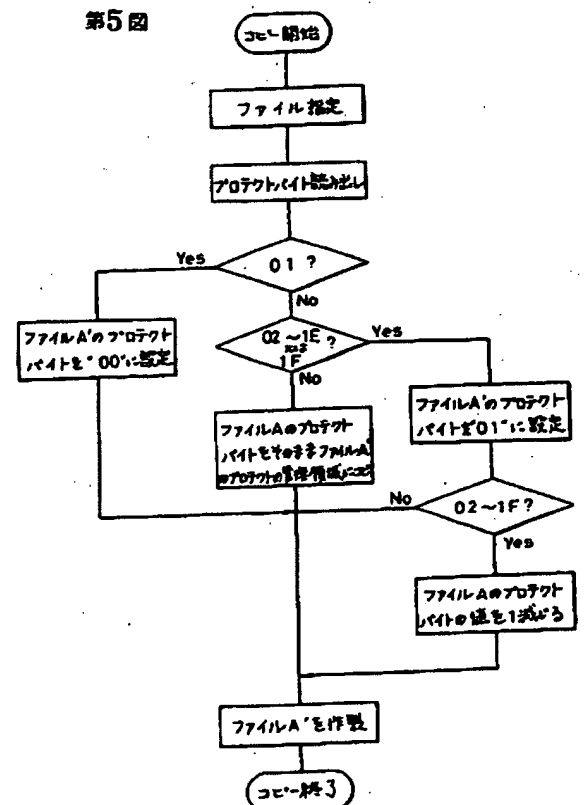 第5図
コピー開始
ファイル指定
プロテクトバイト読み出し
01 ?
Yes
No
ファイルA'のプロテクト
バイトを"00"に設定
02～1E
または
1F
?
Yes
No
ファイルA'のプロテクト
バイトを"01"に設定
ファイルAのプロテクト
バイトをそのままファイルA'
のプロテクトの領域にコピー
02～1F?
No
Yes
ファイルAのプロテクト
バイトの値を1減ずる
ファイルA'を作製
コピー終了